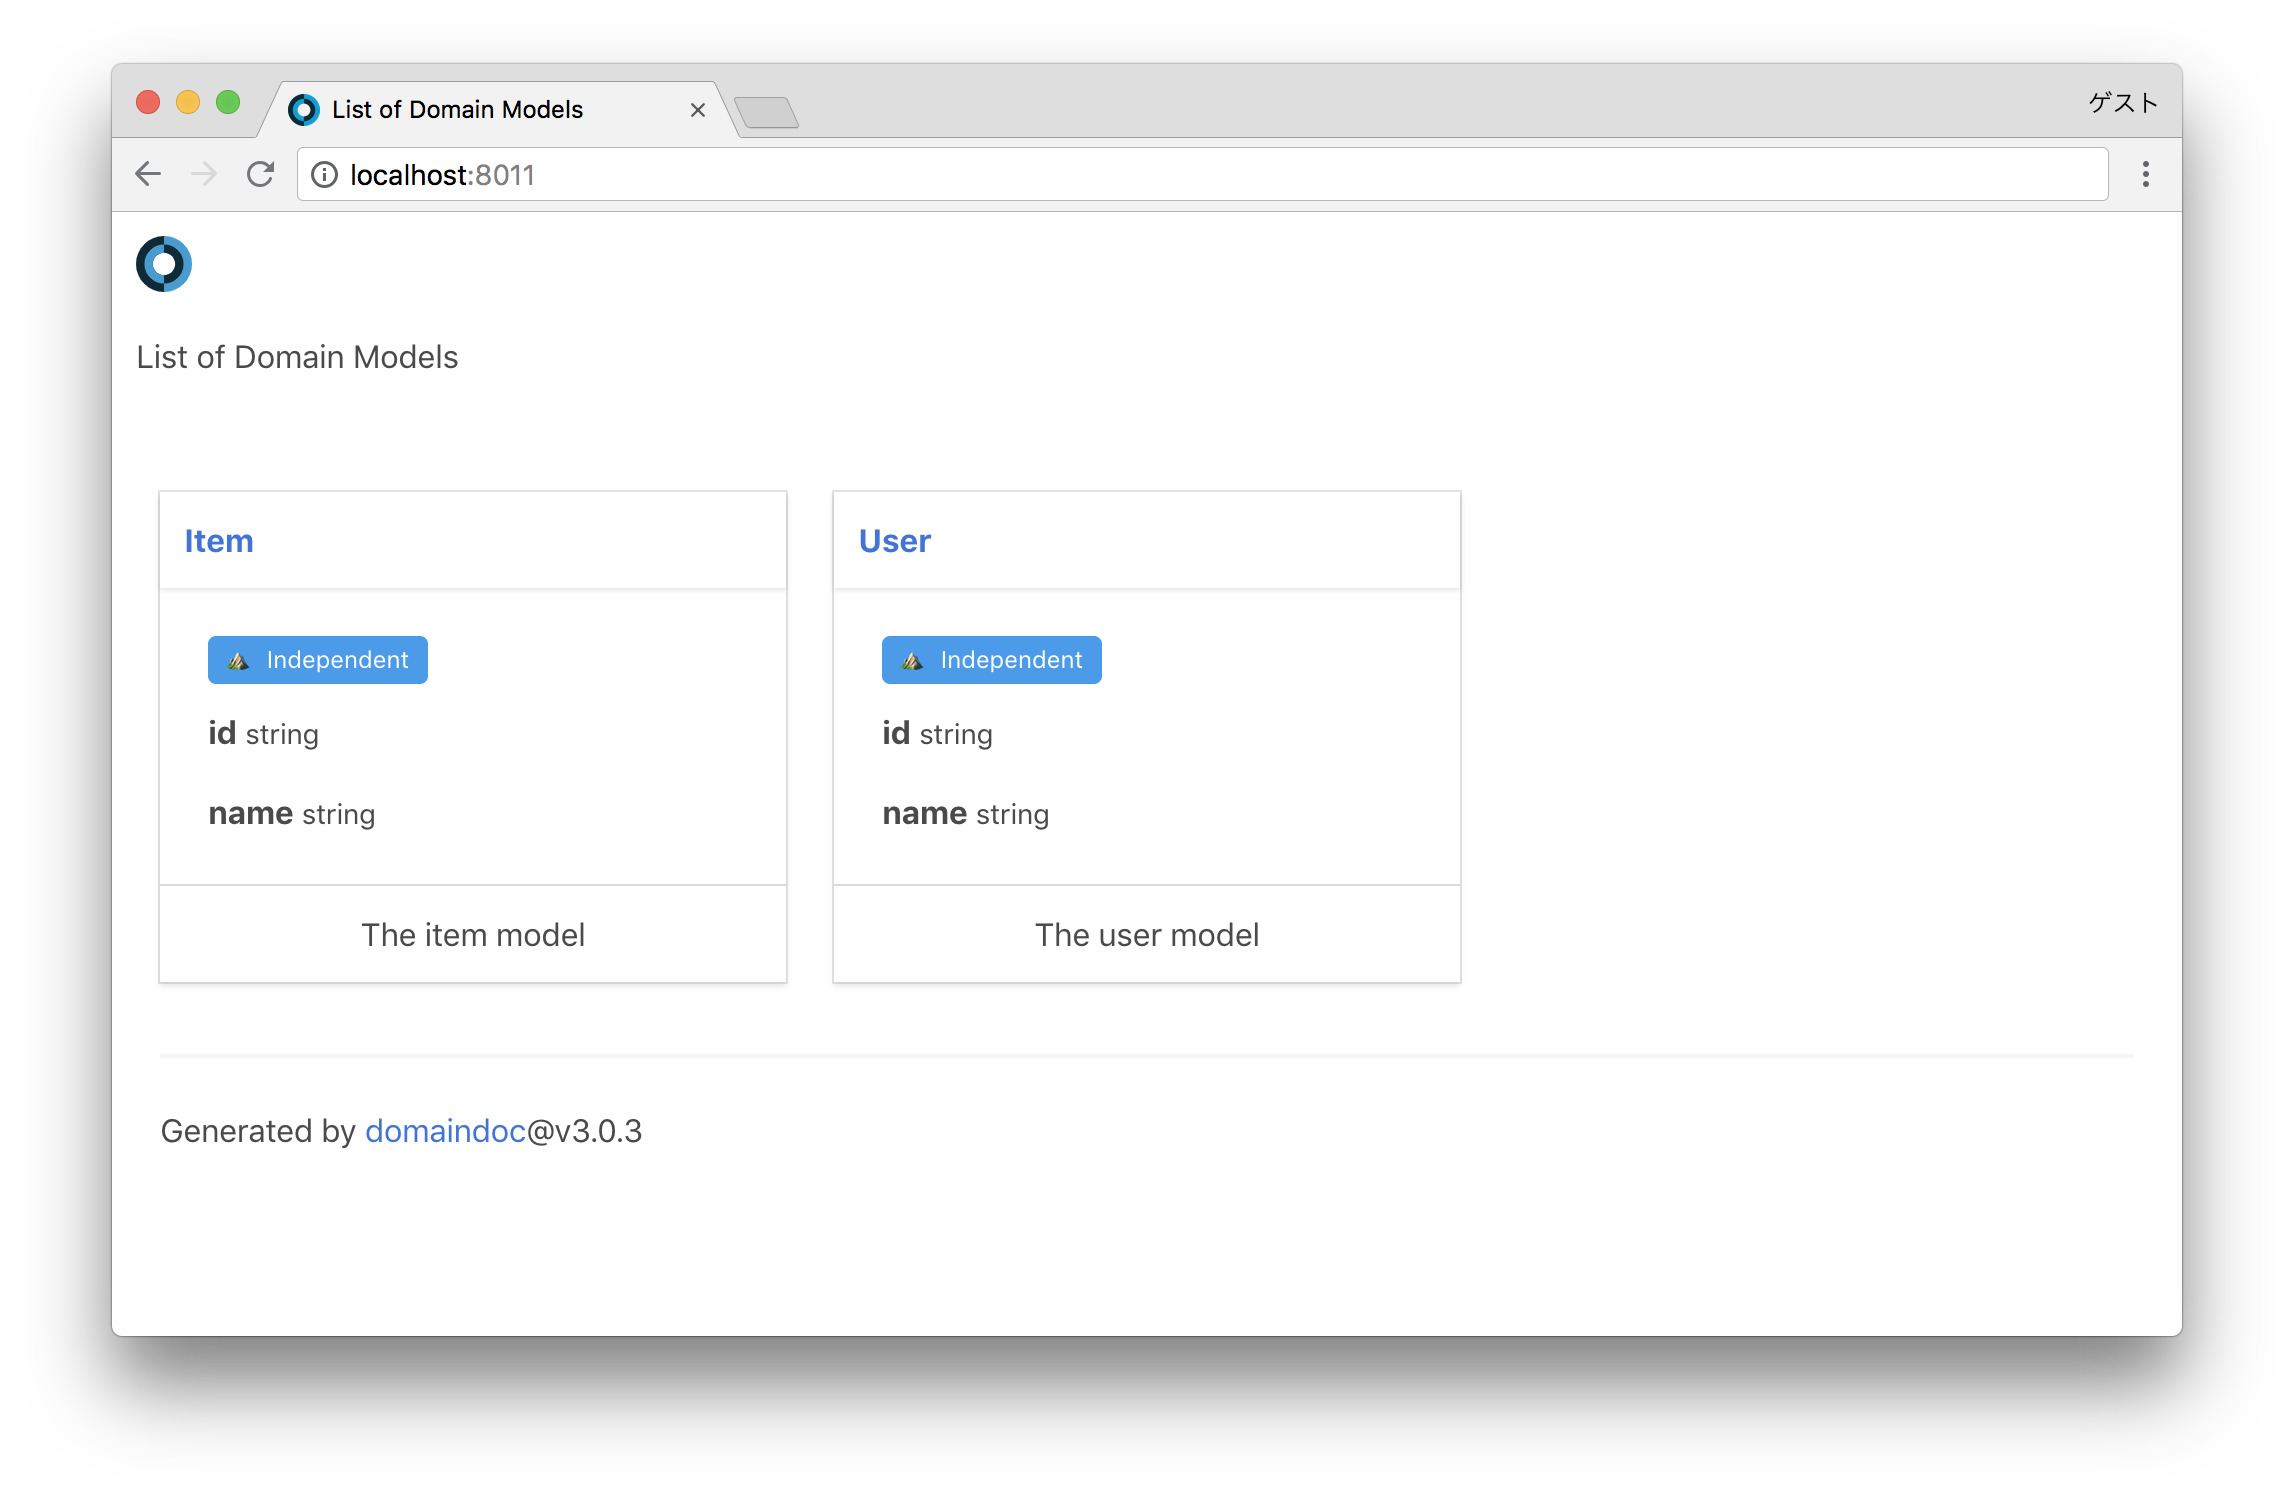 List of Domain Models
ゲスト
localhost:8011
List of Domain Models
Item
Independent
id string
name string
The item model
User
Independent
id string
name string
The user model
Generated by domaindoc@v3.0.3